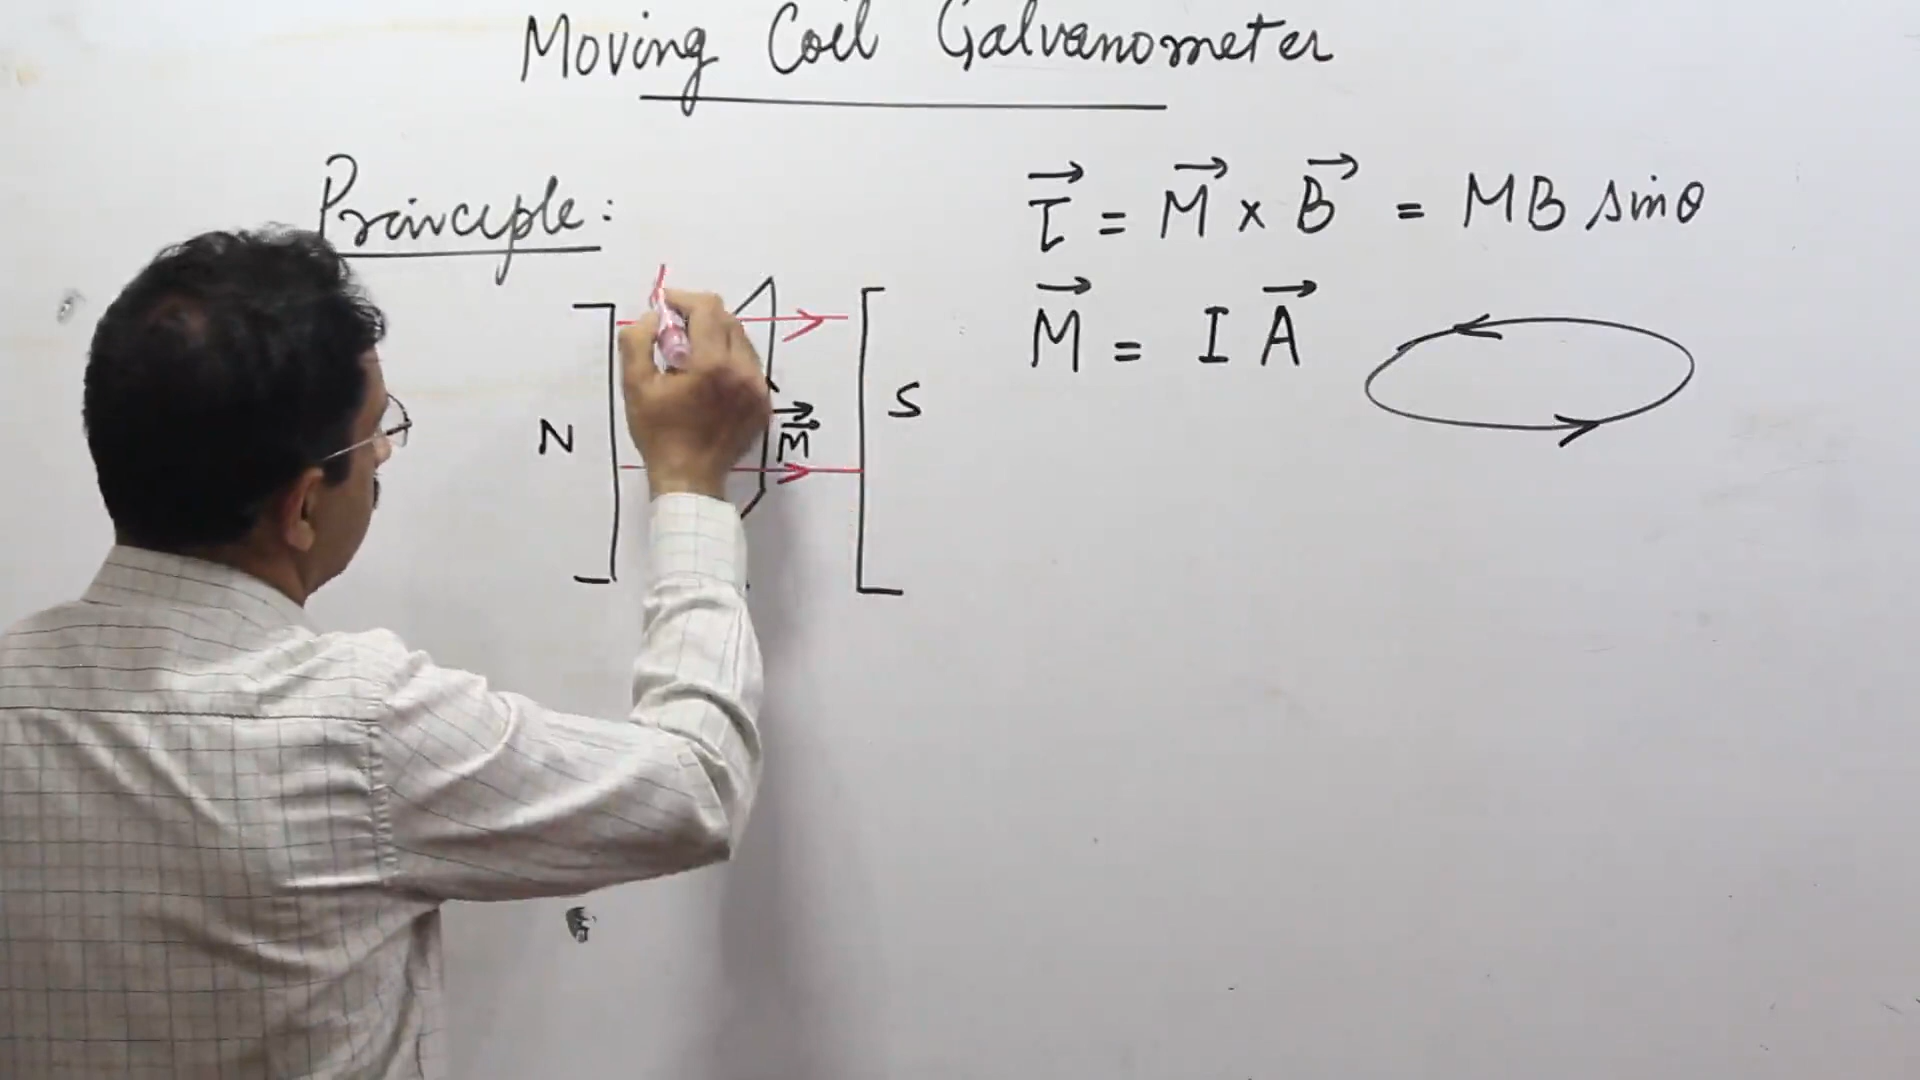 Moving Coil Galvanometer
Principle:
τ⃗ = M⃗ × B⃗ = MB sinθ
M⃗ = I A⃗
N
M⃗
S